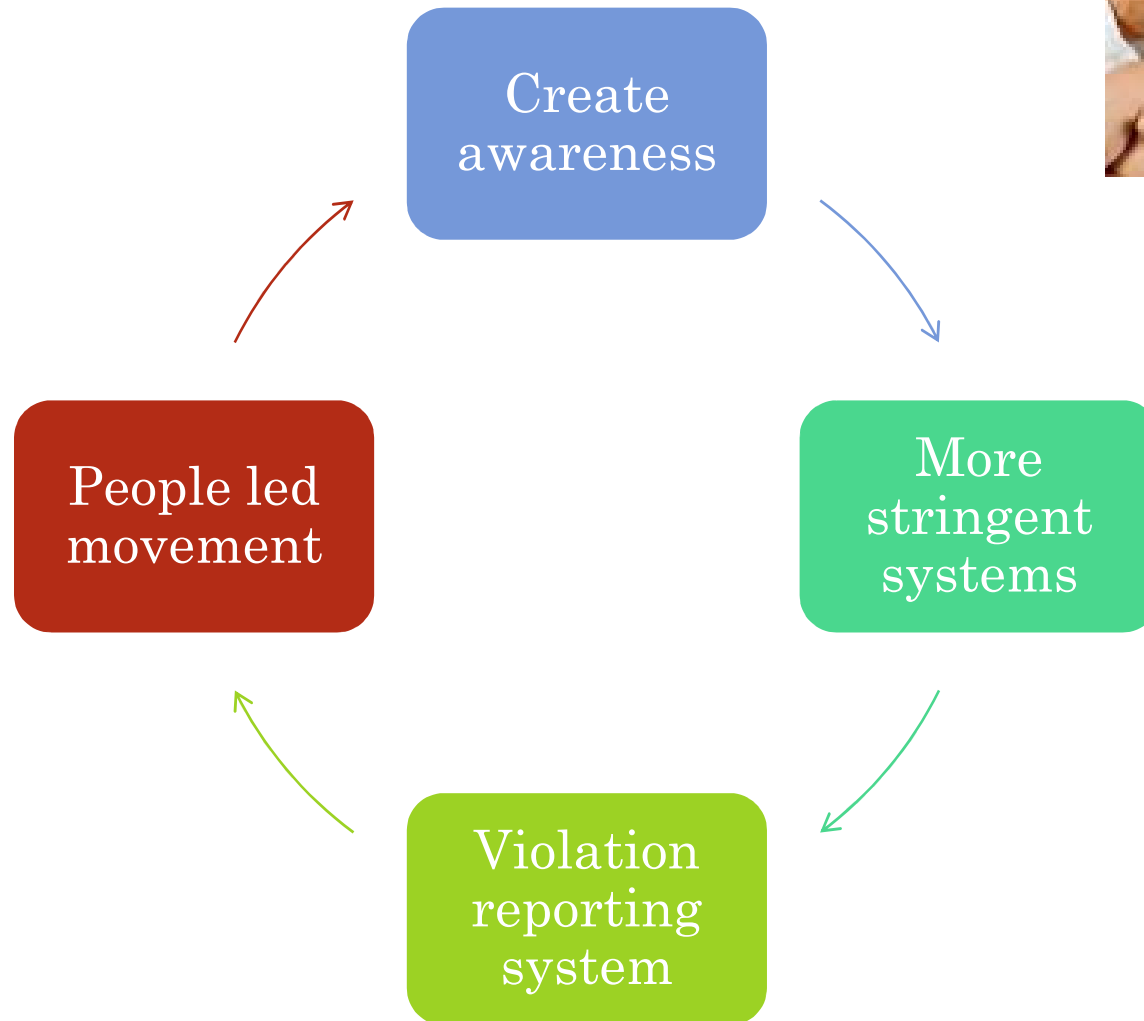 Create
awareness
More
stringent
systems
Violation
reporting
system
People led
movement